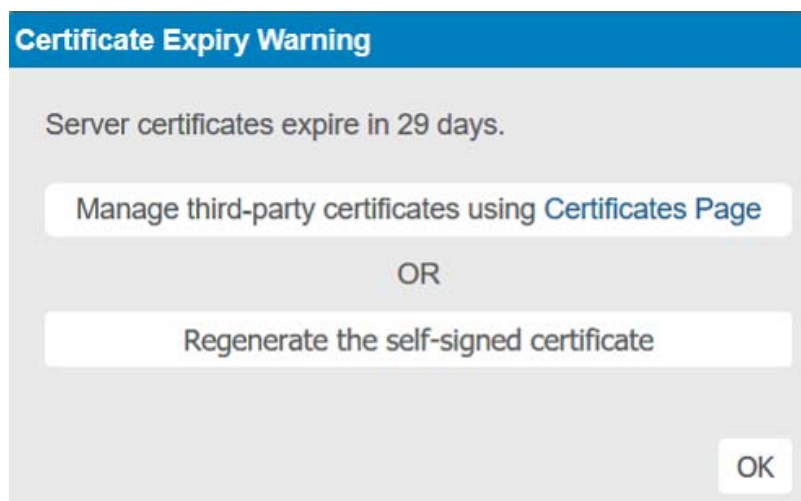 Certificate Expiry Warning
Server certificates expire in 29 days.
Manage third-party certificates using Certificates Page
OR
Regenerate the self-signed certificate
OK